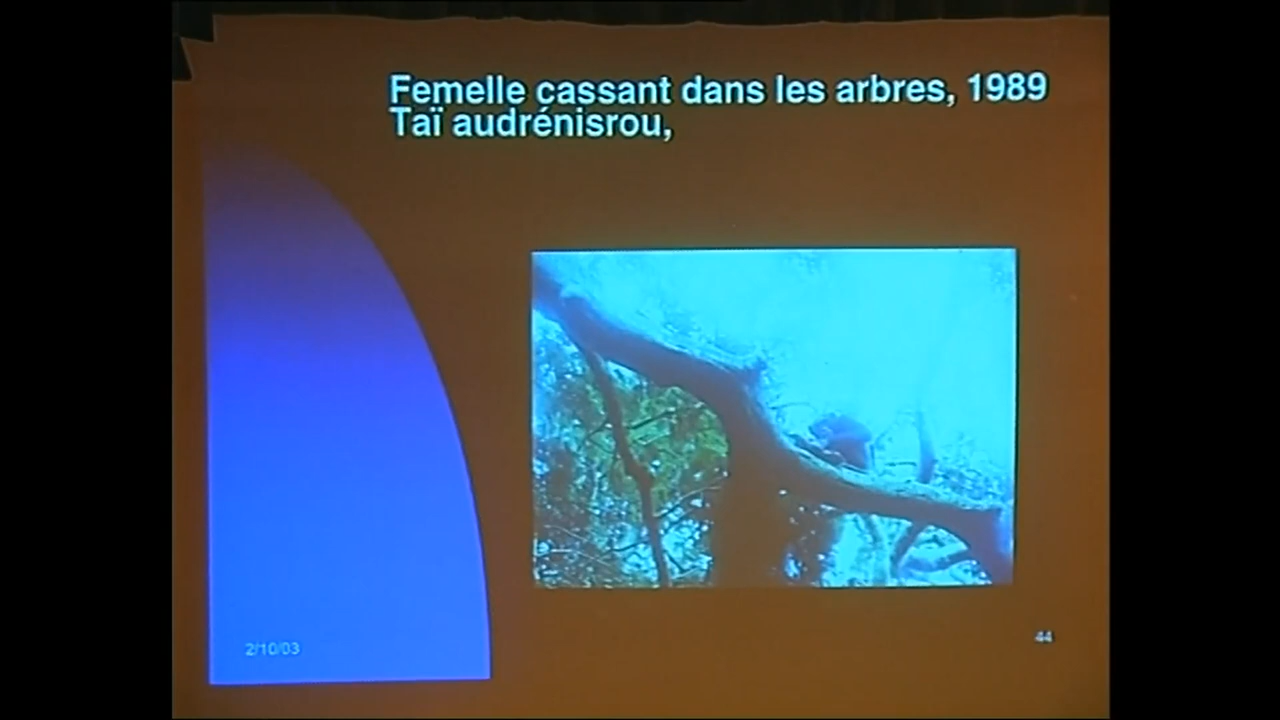 Femelle cassant dans les arbres, 1989
Taï audrénisrou,
2/10/03
44